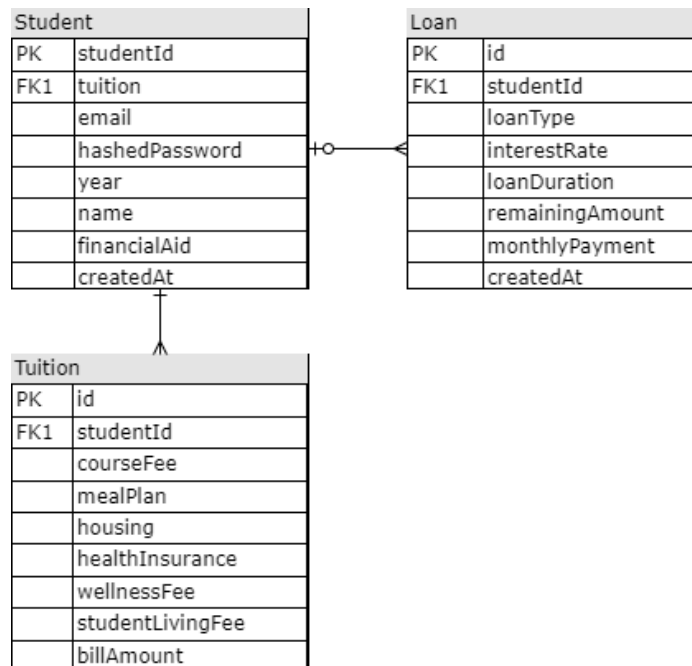 Student
PK studentId
FK1 tuition
email
hashedPassword
year
name
financialAid
createdAt
Loan
PK id
FK1 studentId
loanType
interestRate
loanDuration
remainingAmount
monthlyPayment
createdAt
Tuition
PK id
FK1 studentId
courseFee
mealPlan
housing
healthInsurance
wellnessFee
studentLivingFee
billAmount